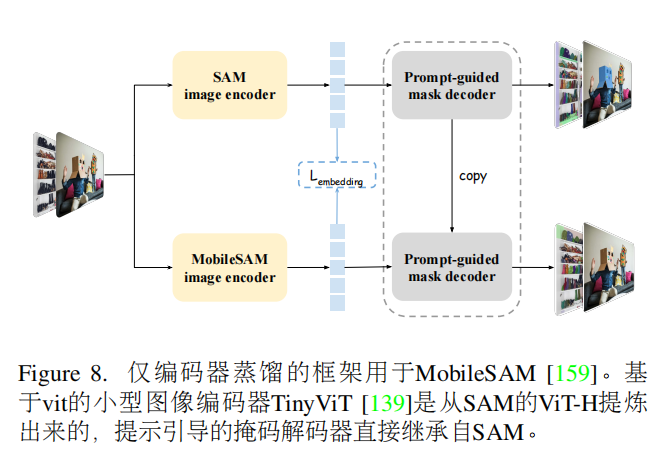 SAM
image encoder
Prompt-guided
mask decoder
L embedding
copy
MobileSAM
image encoder
Prompt-guided
mask decoder
Figure 8. 仅编码器蒸馏的框架用于MobileSAM [159]。基
于vit的小型图像编码器TinyViT [139]是从SAM的ViT-H提炼
出来的，提示引导的掩码解码器直接继承自SAM。